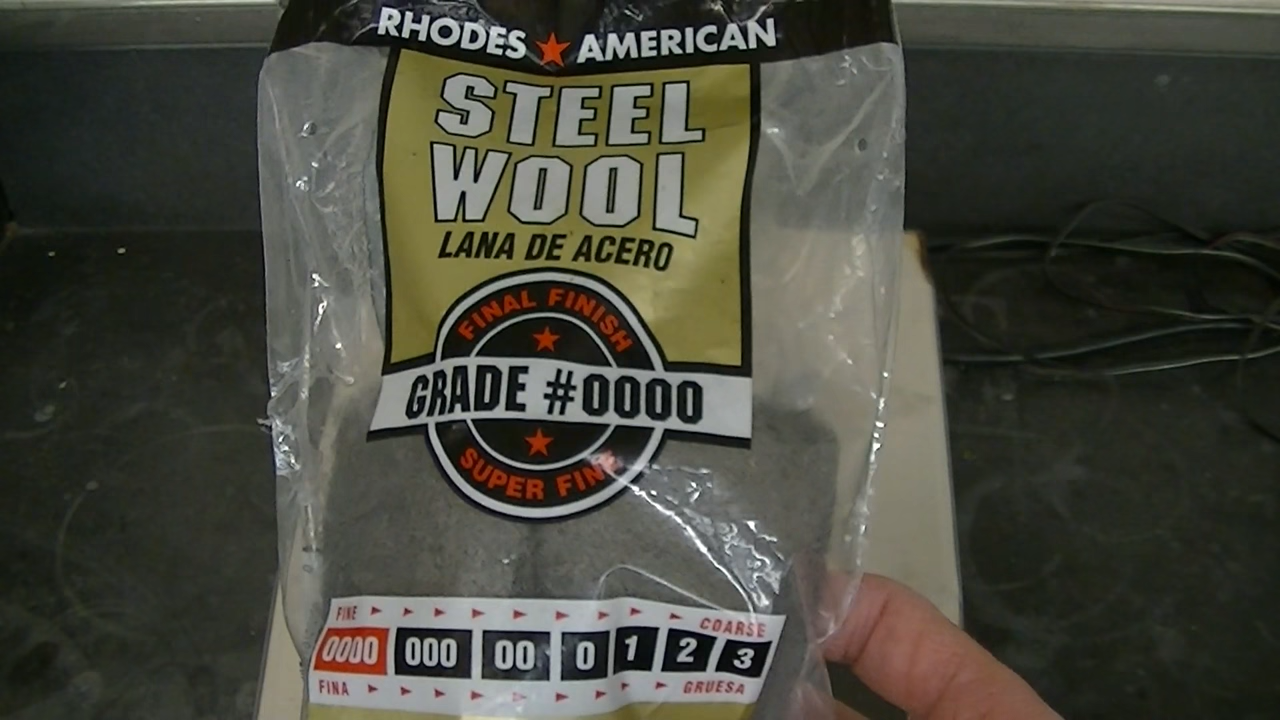 RHODES AMERICAN
STEEL
WOOL
LANA DE ACERO
FINAL FINISH
GRADE #0000
SUPER FINE
FINE COARSE
0000 000 00 0 1 2 3
FINA GRUESA